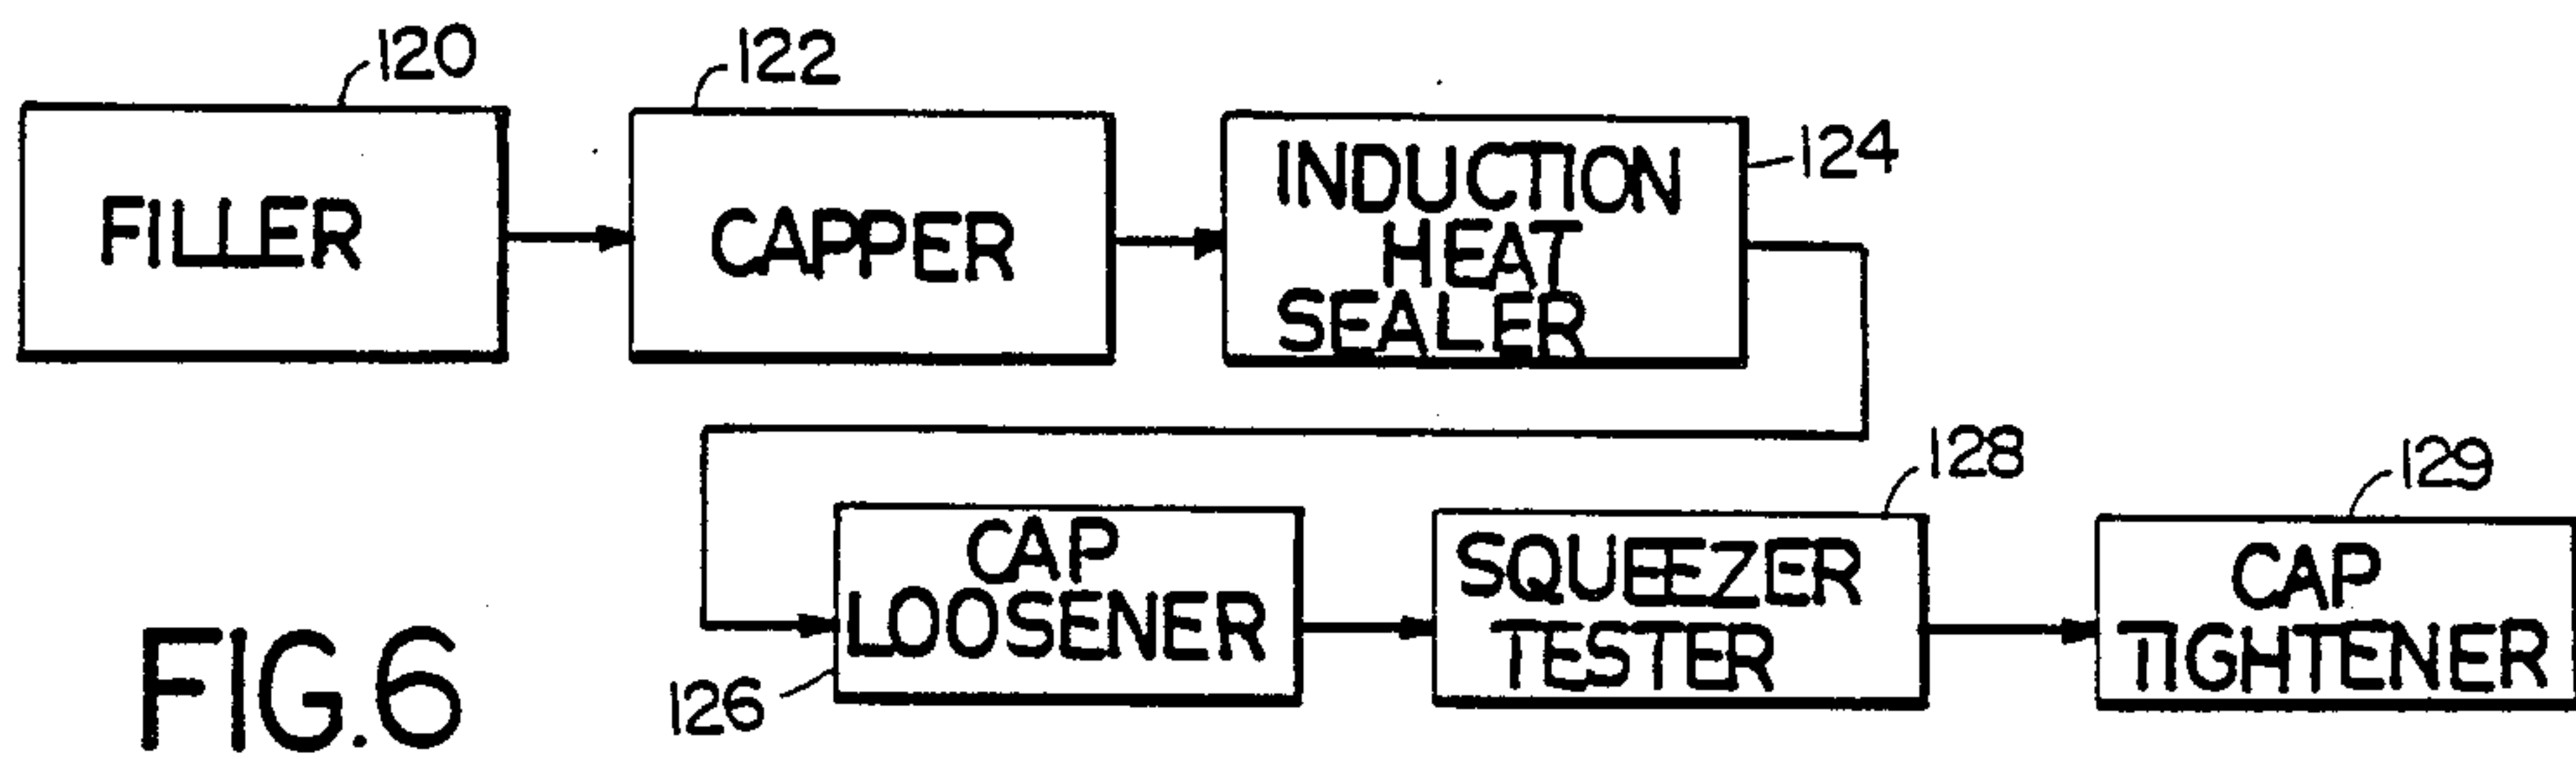 120
FILLER
122
CAPPER
124
INDUCTION
HEAT
SEALER
126
CAP
LOOSENER
128
SQUEEZER
TESTER
129
CAP
TIGHTENER
FIG.6